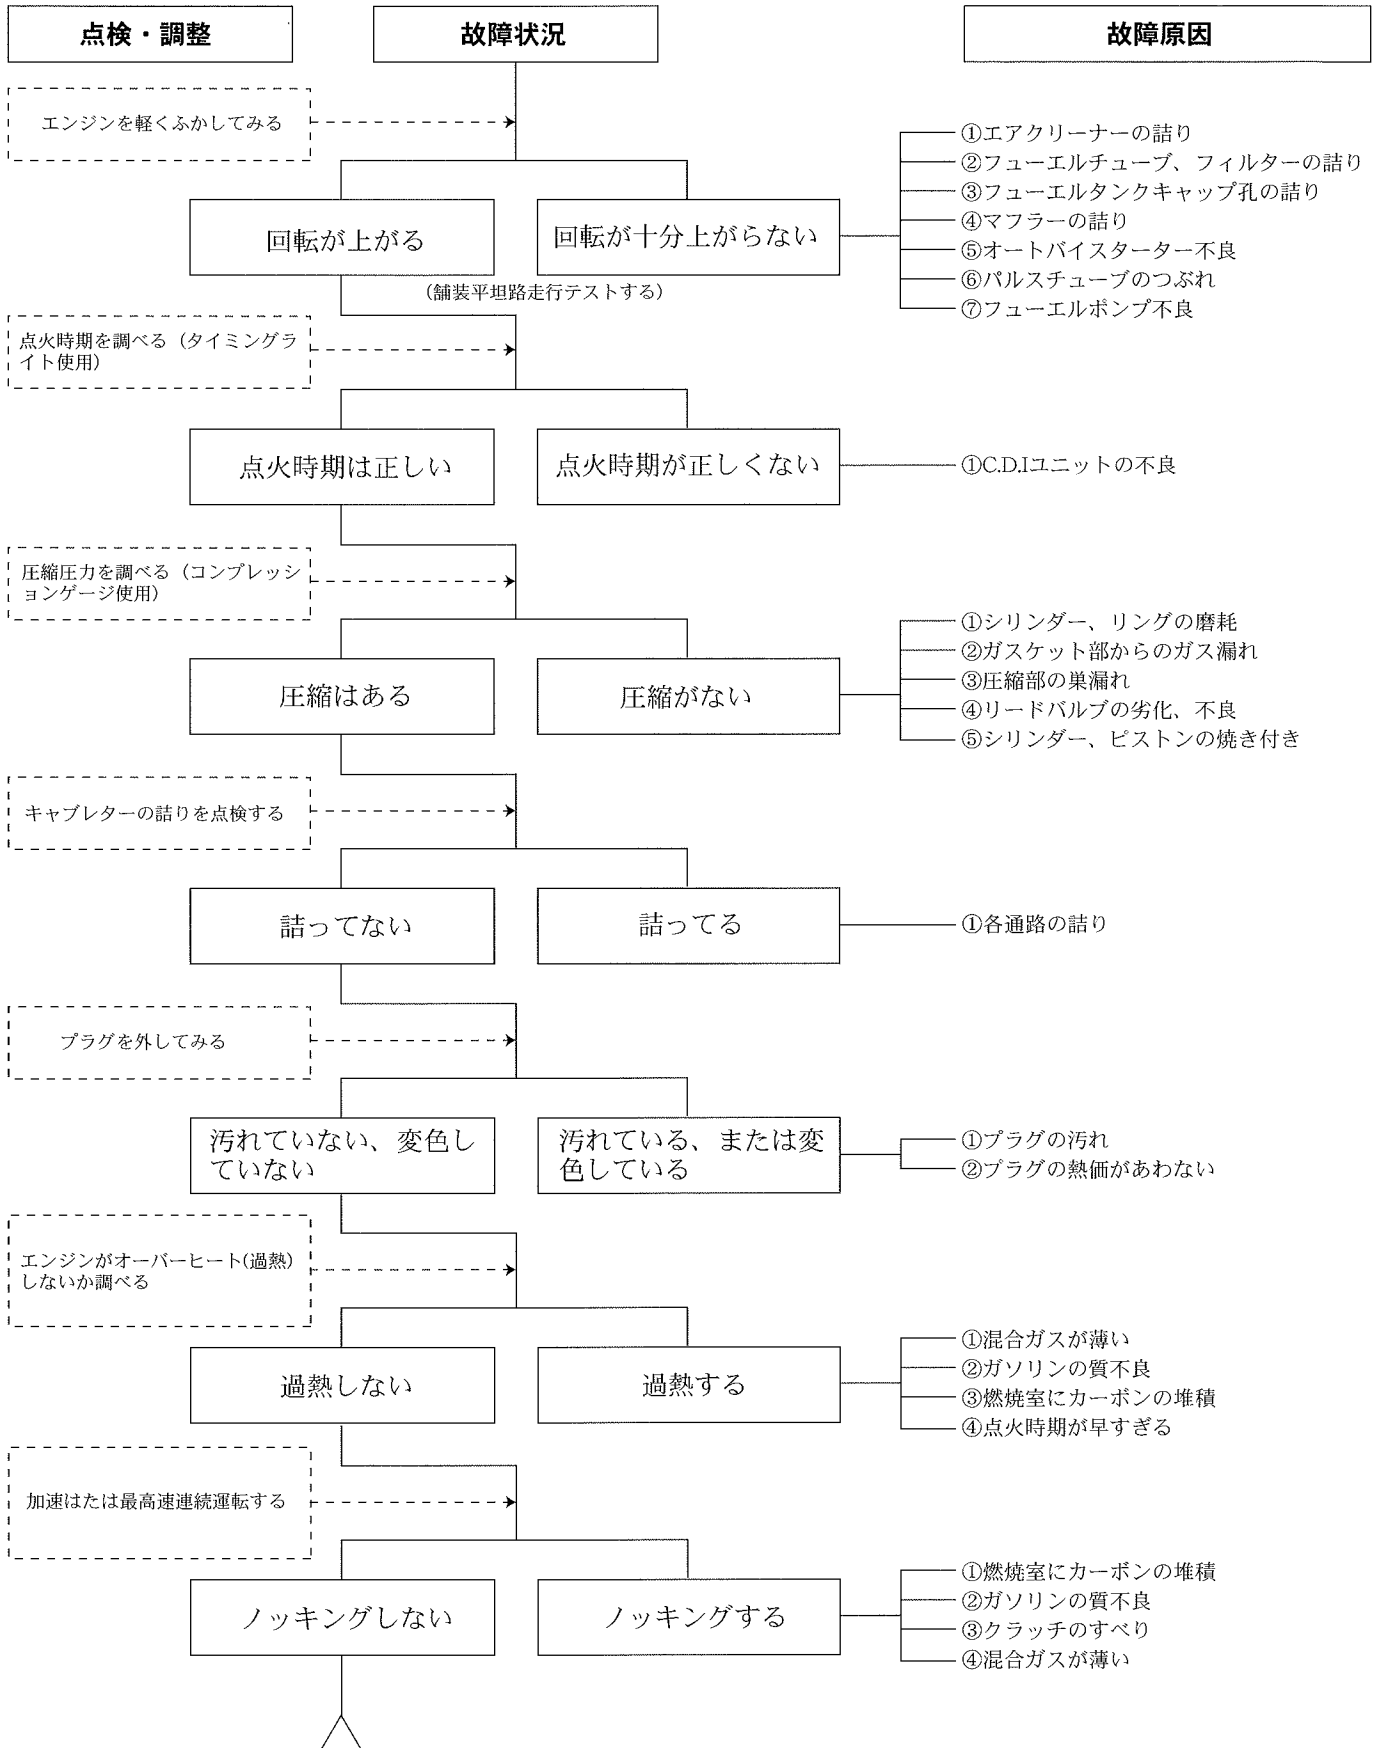 点検・調整
故障状況
故障原因
エンジンを軽くふかしてみる
回転が上がる
回転が十分上がらない
①エアクリーナーの詰り
②フューエルチューブ、フィルターの詰り
③フューエルタンクキャップ孔の詰り
④マフラーの詰り
⑤オートバイスターター不良
⑥パルスチューブのつぶれ
⑦フューエルポンプ不良
(舗装平坦路走行テストする)
点火時期を調べる（タイミングラ
イト使用）
点火時期は正しい
点火時期が正しくない
①C.D.Iユニットの不良
圧縮圧力を調べる（コンプレッシ
ョンゲージ使用）
圧縮はある
圧縮がない
①シリンダー、リングの磨耗
②ガスケット部からのガス漏れ
③圧縮部の巣漏れ
④リードバルブの劣化、不良
⑤シリンダー、ピストンの焼き付き
キャブレターの詰りを点検する
詰ってない
詰ってる
①各通路の詰り
プラグを外してみる
汚れていない、変色し
ていない
汚れている、または変
色している
①プラグの汚れ
②プラグの熱価があわない
エンジンがオーバーヒート(過熱)
しないか調べる
過熱しない
過熱する
①混合ガスが薄い
②ガソリンの質不良
③燃焼室にカーボンの堆積
④点火時期が早すぎる
加速はたは最高速連続運転する
ノッキングしない
ノッキングする
①燃焼室にカーボンの堆積
②ガソリンの質不良
③クラッチのすべり
④混合ガスが薄い